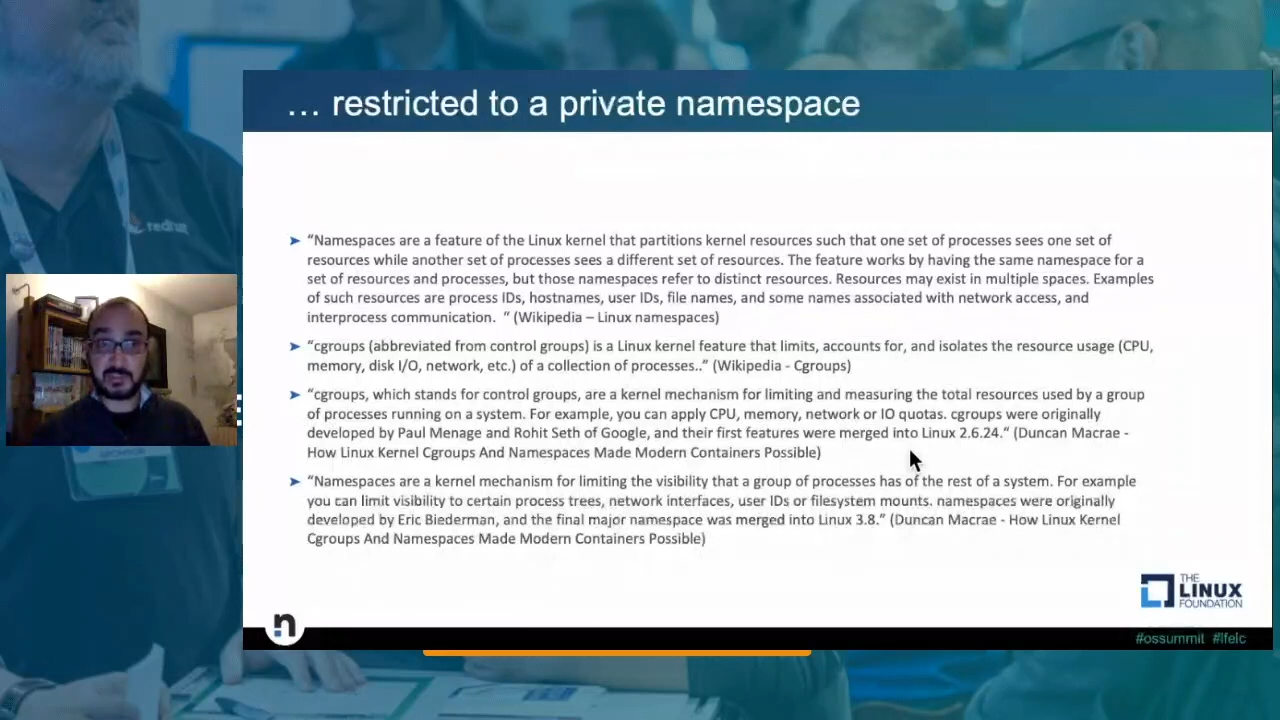 … restricted to a private namespace
redhat
➤ “Namespaces are a feature of the Linux kernel that partitions kernel resources such that one set of processes sees one set of
resources while another set of processes sees a different set of resources. The feature works by having the same namespace for a
set of resources and processes, but those namespaces refer to distinct resources. Resources may exist in multiple spaces. Examples
of such resources are process IDs, hostnames, user IDs, file names, and some names associated with network access, and
interprocess communication. “ (Wikipedia – Linux namespaces)
➤ “cgroups (abbreviated from control groups) is a Linux kernel feature that limits, accounts for, and isolates the resource usage (CPU,
memory, disk I/O, network, etc.) of a collection of processes..” (Wikipedia - Cgroups)
➤ “cgroups, which stands for control groups, are a kernel mechanism for limiting and measuring the total resources used by a group
of processes running on a system. For example, you can apply CPU, memory, network or IO quotas. cgroups were originally
developed by Paul Menage and Rohit Seth of Google, and their first features were merged into Linux 2.6.24.“ (Duncan Macrae -
How Linux Kernel Cgroups And Namespaces Made Modern Containers Possible)
➤ “Namespaces are a kernel mechanism for limiting the visibility that a group of processes has of the rest of a system. For example
you can limit visibility to certain process trees, network interfaces, user IDs or filesystem mounts. namespaces were originally
developed by Eric Biederman, and the final major namespace was merged into Linux 3.8.” (Duncan Macrae - How Linux Kernel
Cgroups And Namespaces Made Modern Containers Possible)
THE
LINUX
FOUNDATION
n
#ossummit #lfelc